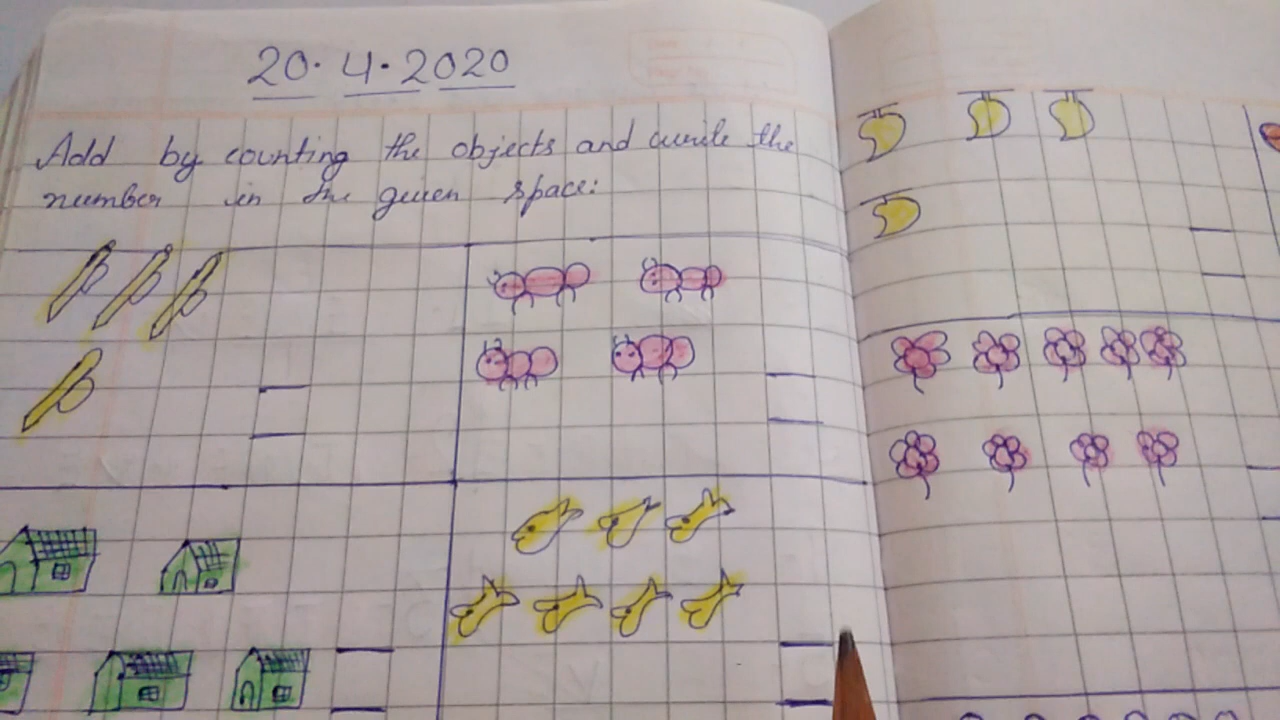 20.4.2020
Add by counting the objects and write the
number in the given space: